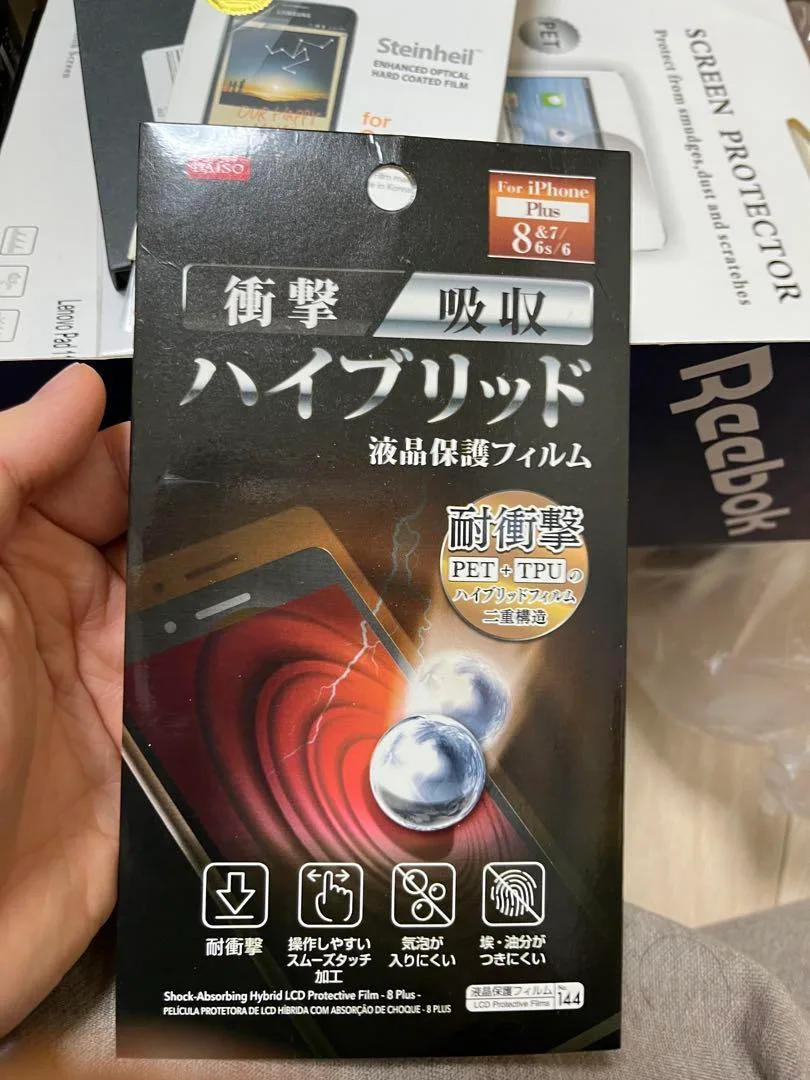 Steinheil™
ENHANCED OPTICAL
HARD COATED FILM
for
SAMSUNG
PET
SCREEN PROTECTOR
Protect from smudges, dust and scratches
Reebok
Lenovo Pad
DAISO
For iPhone
Plus
8&7/
6s/6
衝撃 吸収
ハイブリッド
液晶保護フィルム
耐衝撃
PET + TPUの
ハイブリッドフィルム
二重構造
耐衝撃
操作しやすい
スムーズタッチ
加工
気泡が
入りにくい
埃・油分が
つきにくい
Shock-Absorbing Hybrid LCD Protective Film - 8 Plus -
PELÍCULA PROTETORA DE LCD HÍBRIDA COM ABSORÇÃO DE CHOQUE - 8 PLUS
液晶保護フィルム
LCD Protective Films
No.
144